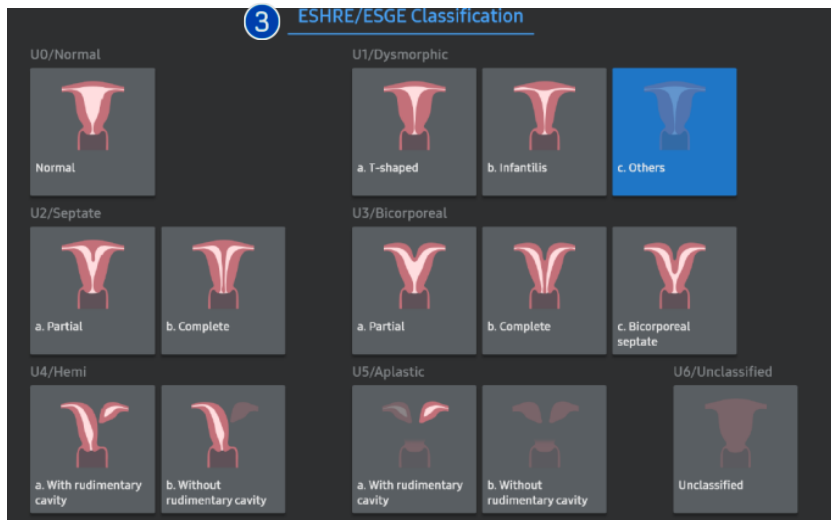 3
ESHRE/ESGE Classification
U0/Normal
U1/Dysmorphic
Normal
a. T-shaped
b. Infantilis
c. Others
U2/Septate
U3/Bicorporeal
a. Partial
b. Complete
a. Partial
b. Complete
c. Bicorporeal
septate
U4/Hemi
U5/Aplastic
U6/Unclassified
a. With rudimentary
cavity
b. Without
rudimentary cavity
a. With rudimentary
cavity
b. Without
rudimentary cavity
Unclassified